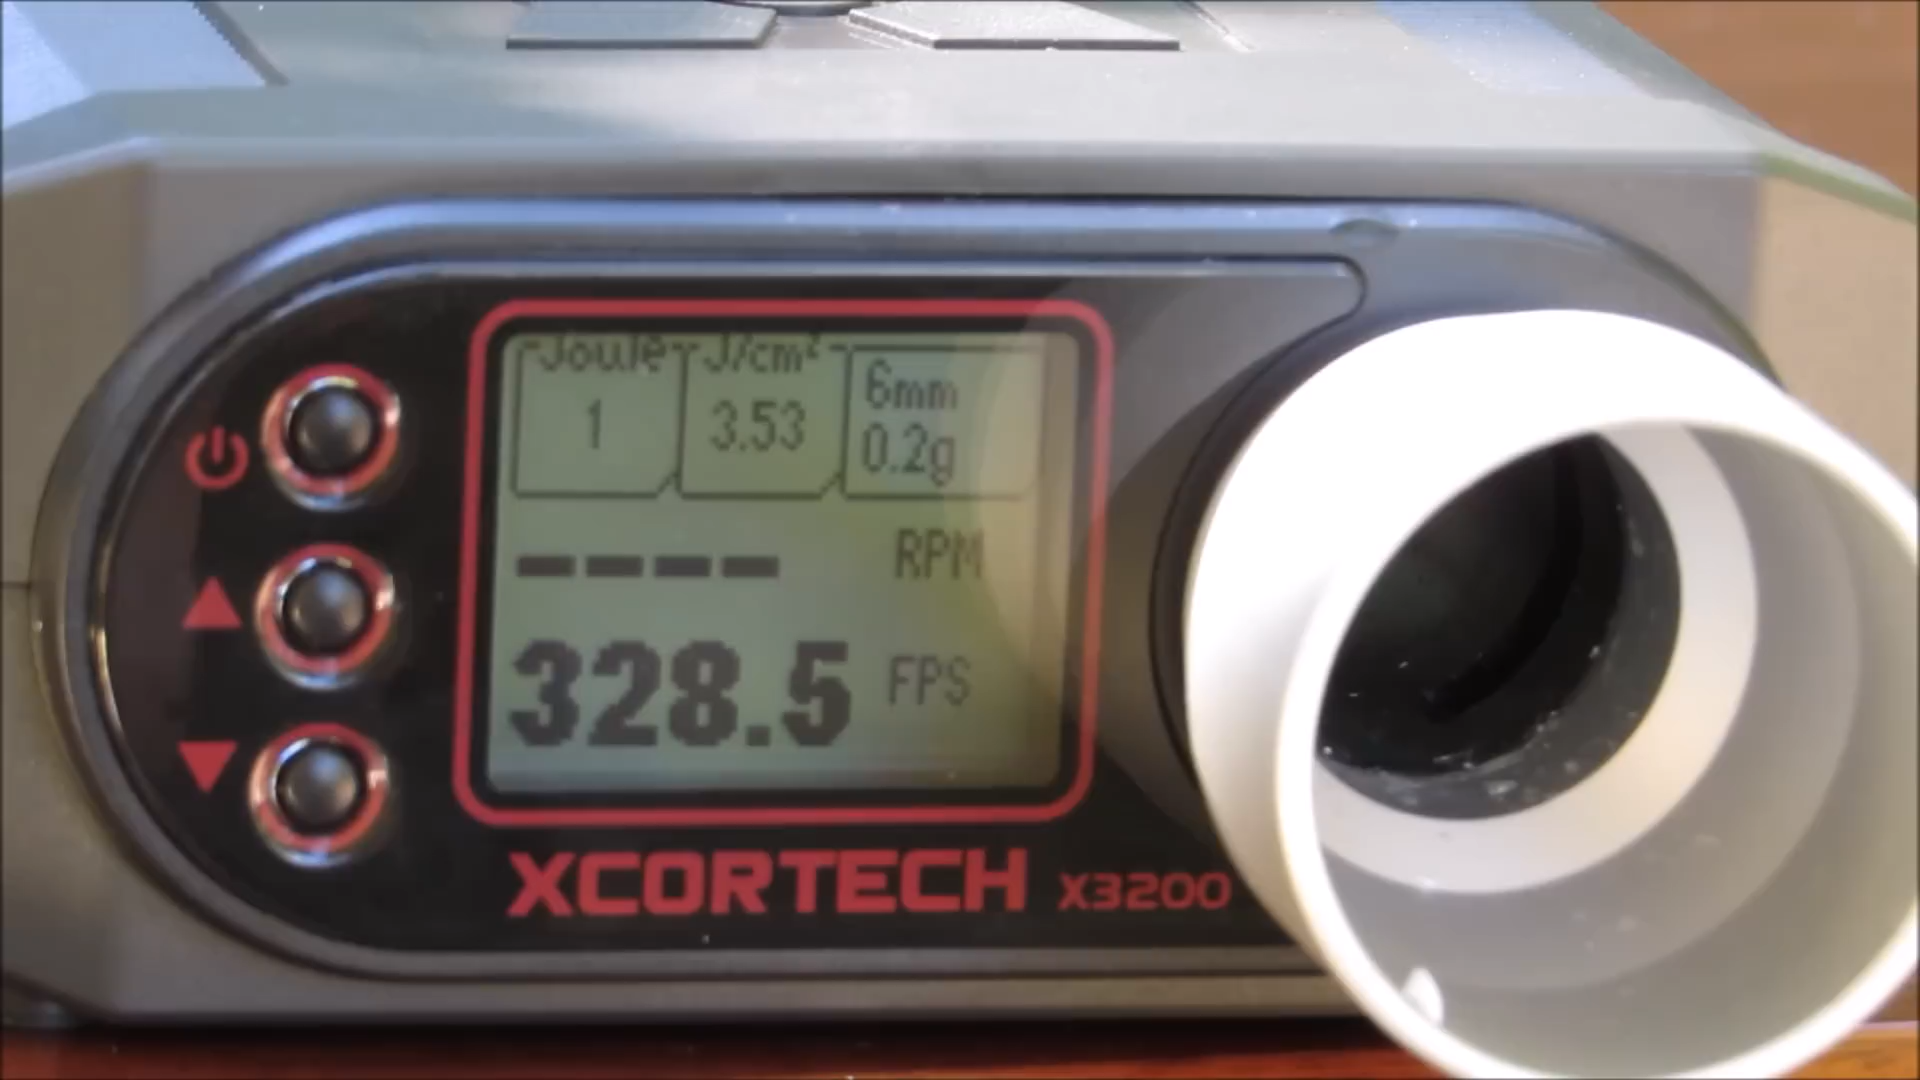 Joule J/cm² 6mm
1 3.53 0.2g
---- RPM
328.5 FPS
XCORTECH X3200